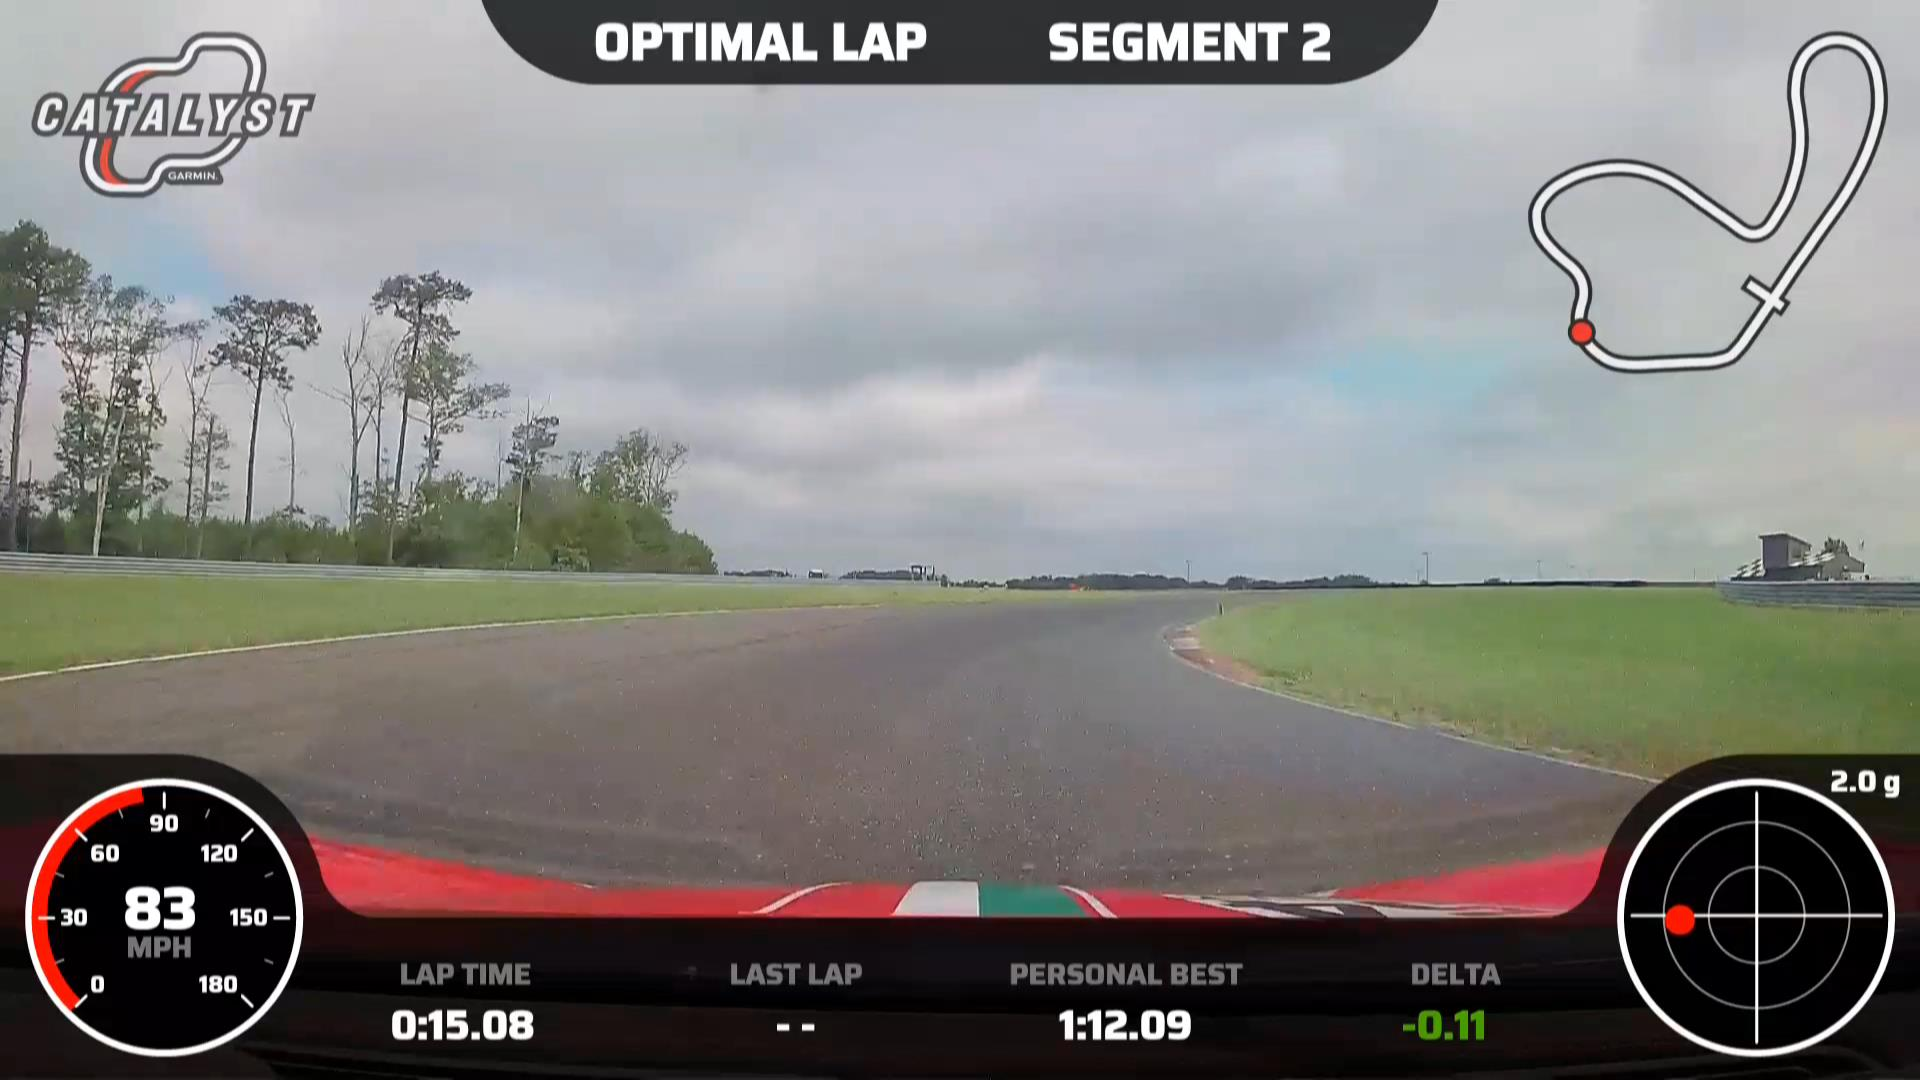 OPTIMAL LAP SEGMENT 2
CATALYST
GARMIN.
2.0 g
90
60 120
83
30 150
MPH
0 180
LAP TIME LAST LAP PERSONAL BEST DELTA
0:15.08 -- 1:12.09 -0.11